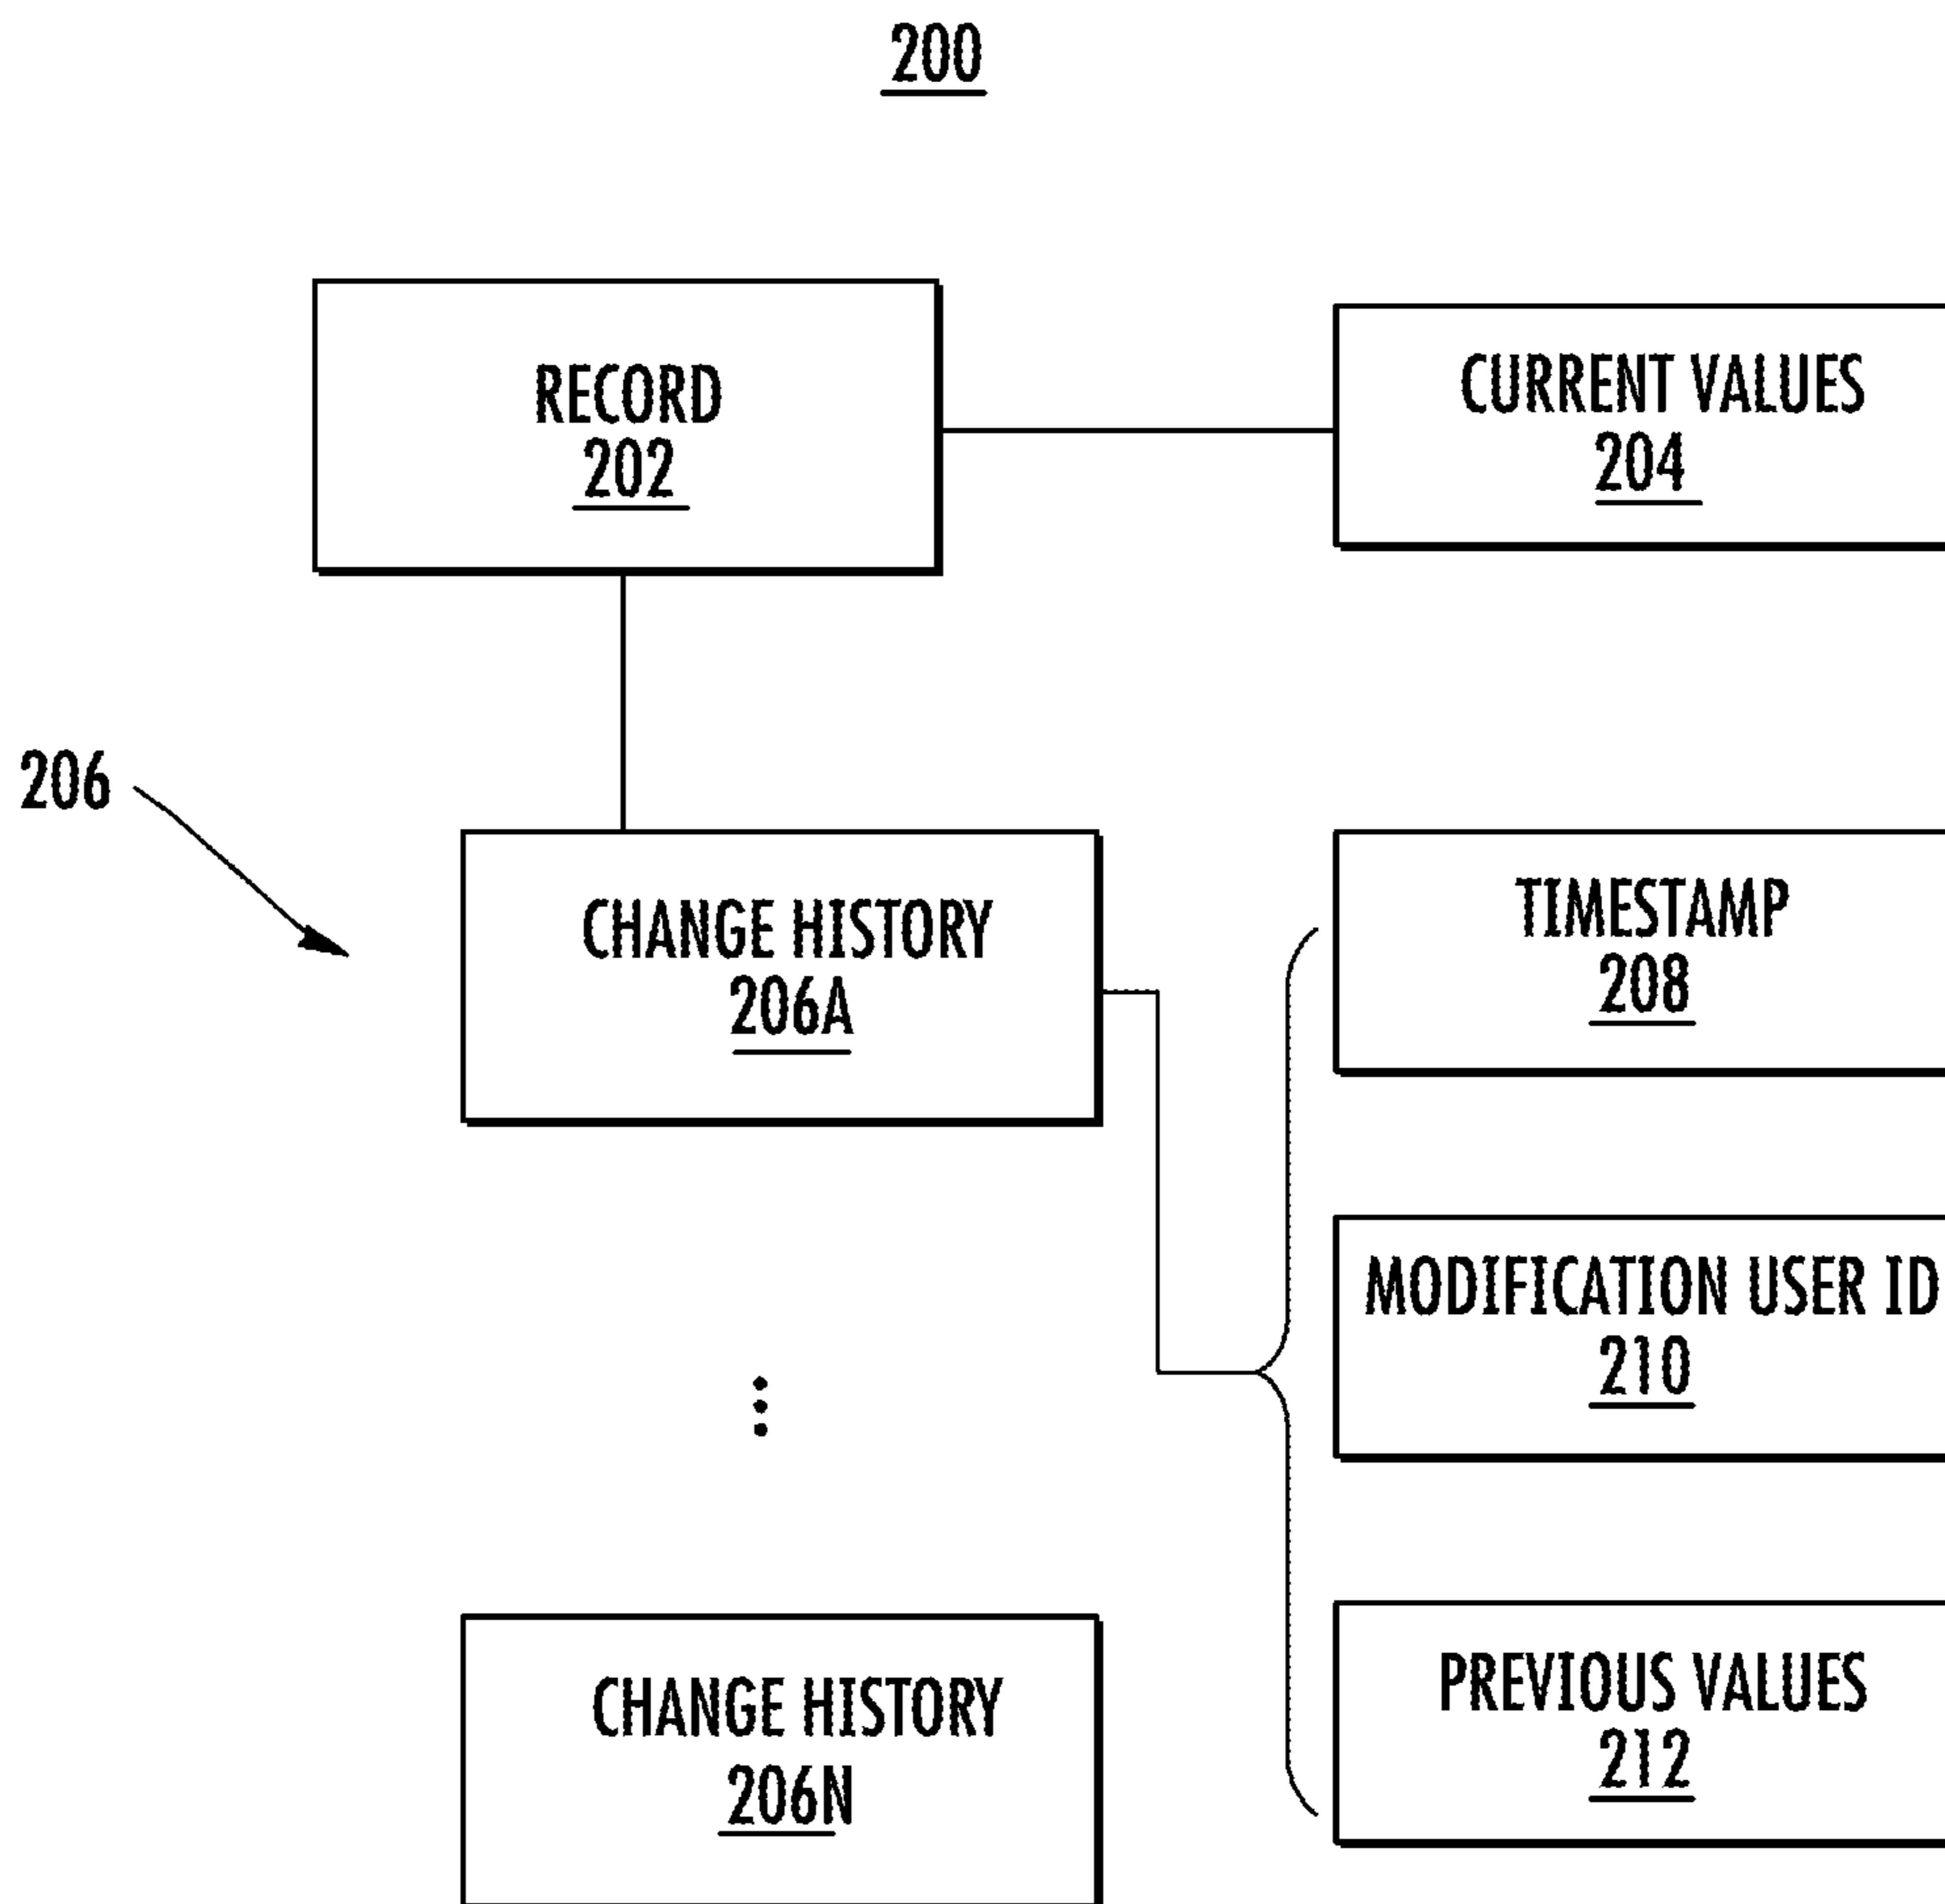 200
RECORD
202
CURRENT VALUES
204
206
CHANGE HISTORY
206A
TIMESTAMP
208
MODIFICATION USER ID
210
CHANGE HISTORY
206N
PREVIOUS VALUES
212